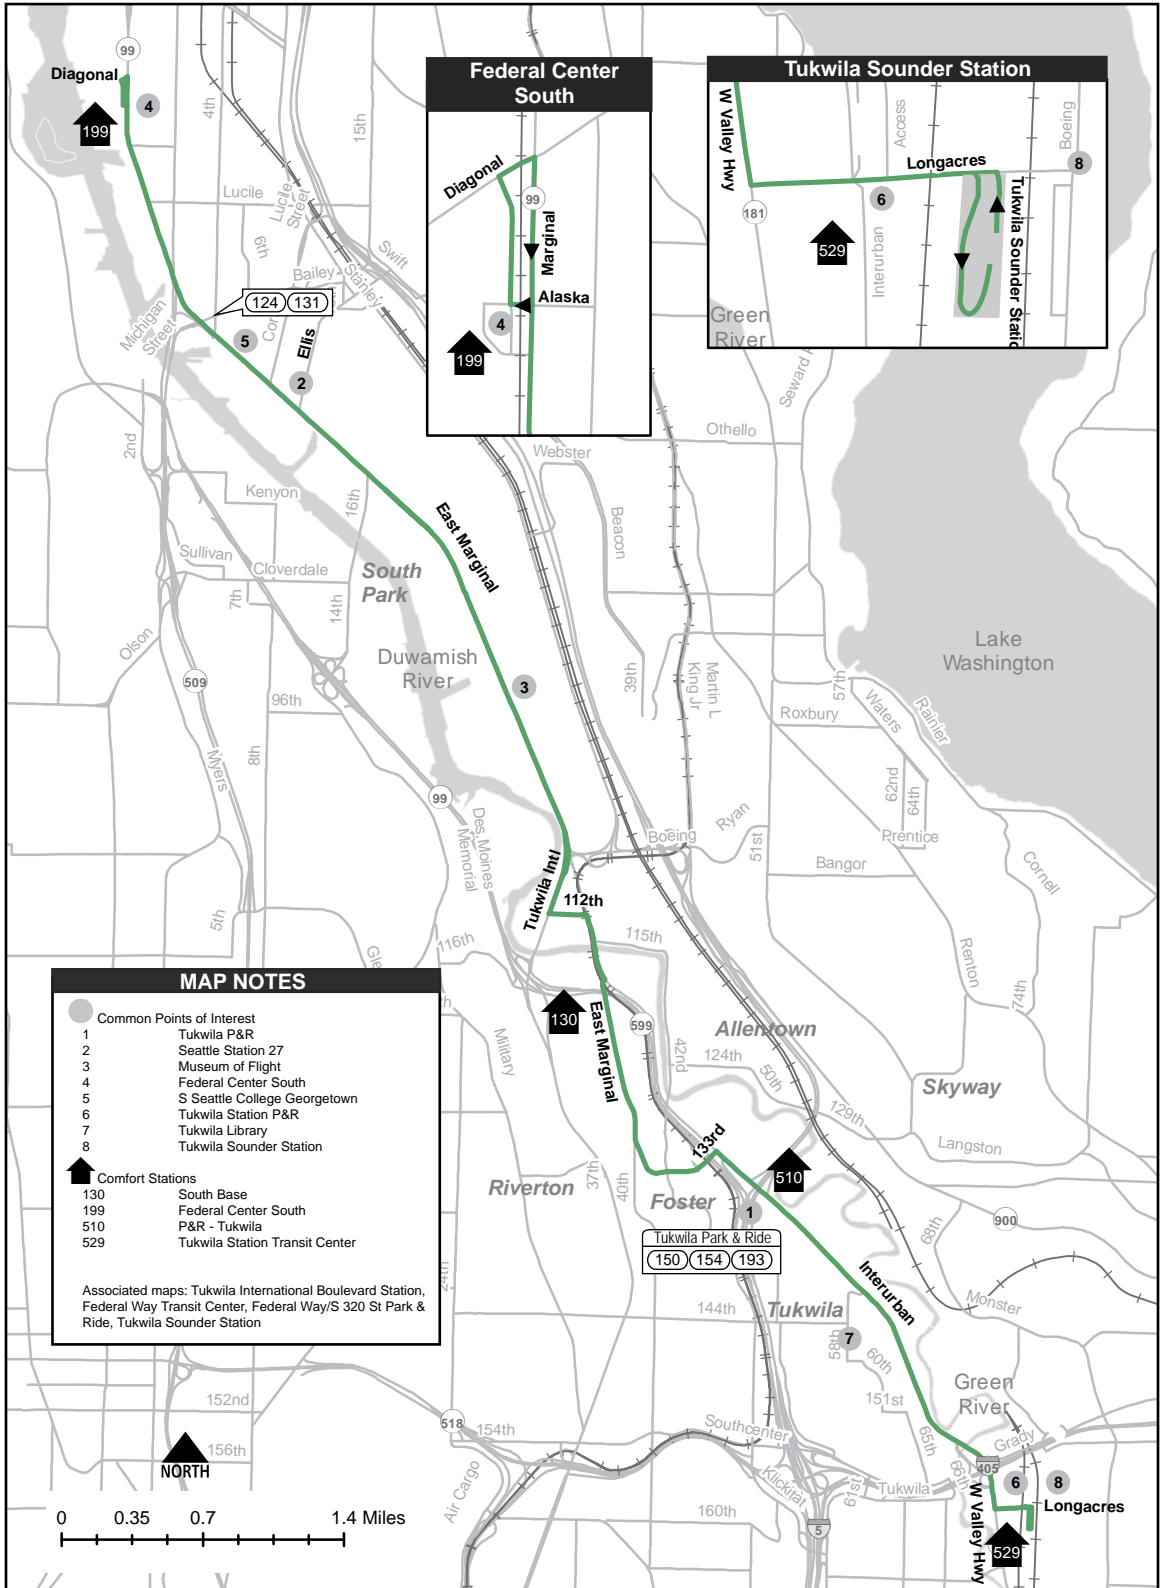 99
Diagonal
4
199
4th
15th
Lucile
Lucile
Street
6th
Swift
Bailey
Stanley
124 131
Michigan
Street
5
Ellis
2
Federal Center
South
Diagonal
99
Marginal
Alaska
4
199
Tukwila Sounder Station
W Valley Hwy
Access
Boeing
Longacres
8
6
181
529
Interurban
Tukwila Sounder Statio
Green
River
Othello
2nd
Webster
Kenyon
16th
Beacon
East Marginal
Sullivan
Cloverdale
South
Park
7th
14th
Olson
Duwamish
River
Lake
Washington
509
3
39th
Martin L
King Jr
57th
Waters
Rainier
96th
Roxbury
8th
Myers
62nd
64th
99
Des Moines
Memorial
Boeing
Ryan
51st
Prentice
Bangor
Cornell
Tukwila Intl
112th
5th
116th
115th
Renton
74th
MAP NOTES
Common Points of Interest
1 Tukwila P&R
2 Seattle Station 27
3 Museum of Flight
4 Federal Center South
5 S Seattle College Georgetown
6 Tukwila Station P&R
7 Tukwila Library
8 Tukwila Sounder Station
Comfort Stations
130 South Base
199 Federal Center South
510 P&R - Tukwila
529 Tukwila Station Transit Center
Associated maps: Tukwila International Boulevard Station,
Federal Way Transit Center, Federal Way/S 320 St Park &
Ride, Tukwila Sounder Station
130
599
Military
East Marginal
42nd
Allentown
124th
50th
Skyway
129th
Langston
133rd
37th
40th
Riverton
Foster
510
1
Tukwila Park & Ride
150 154 193
68th
900
Interurban
24th
144th
Tukwila
Monster
7
58th
60th
151st
Green
River
152nd
518
154th
Southcenter
65th
Grady
156th
NORTH
Air Cargo
Klickitat
61st
Tukwila
66th
405
6
8
Longacres
W Valley Hwy
529
160th
5
0 0.35 0.7 1.4 Miles